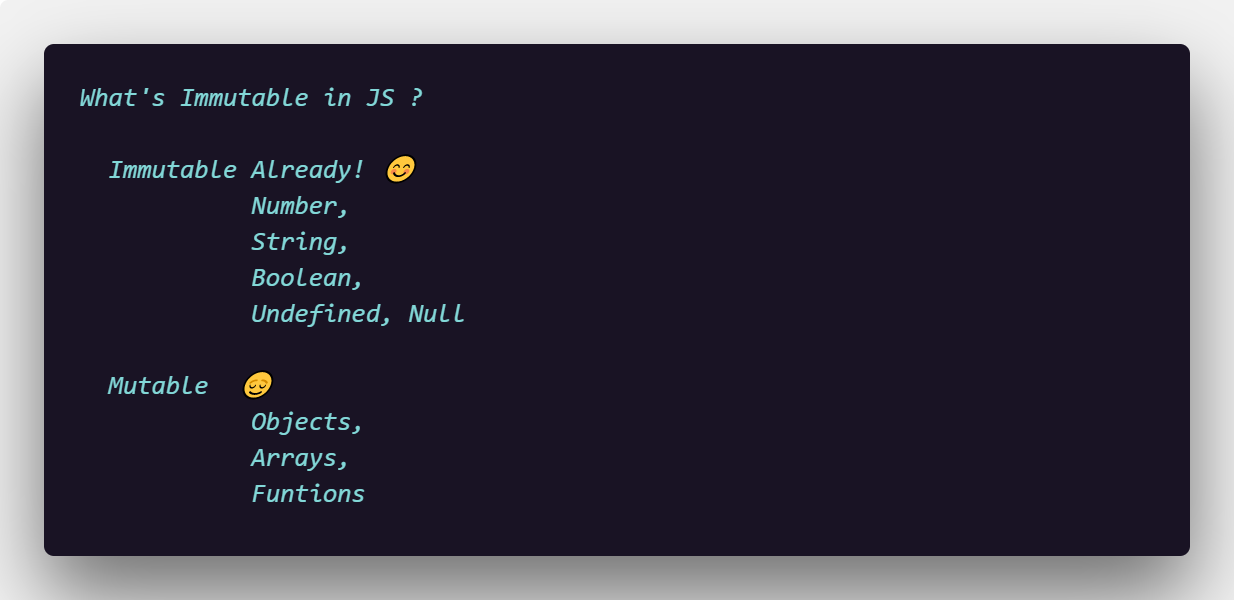 What's Immutable in JS ?
Immutable Already! 😊
Number,
String,
Boolean,
Undefined, Null
Mutable 😌
Objects,
Arrays,
Funtions